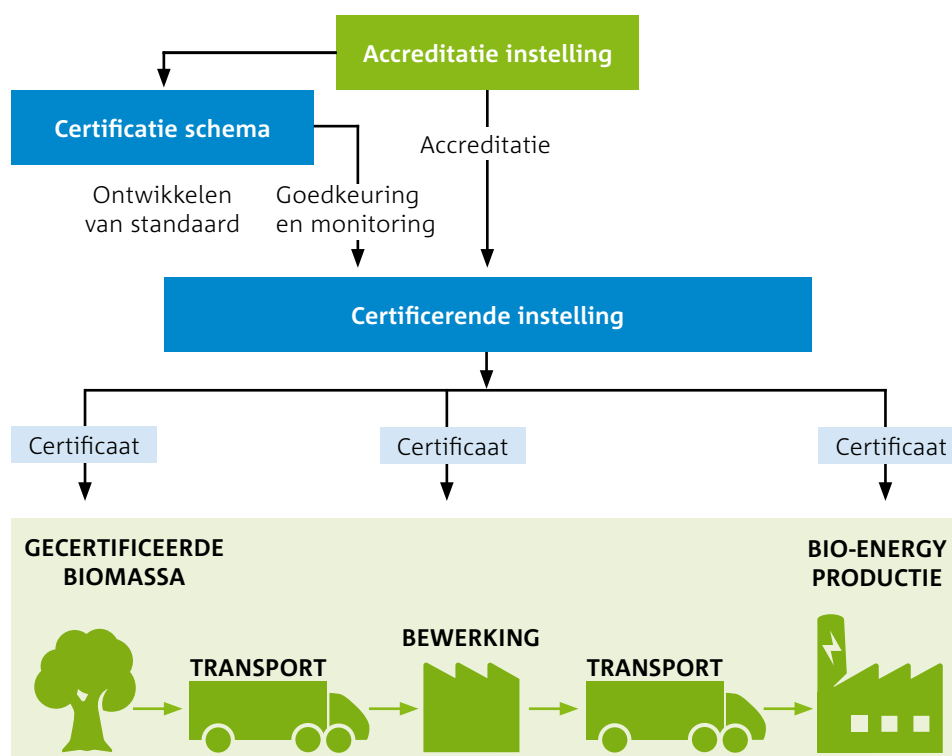 Accreditatie instelling
Certificatie schema
Accreditatie
Ontwikkelen
van standaard
Goedkeuring
en monitoring
Certificerende instelling
Certificaat
Certificaat
Certificaat
GECERTIFICEERDE
BIOMASSA
BIO-ENERGY
PRODUCTIE
BEWERKING
TRANSPORT
TRANSPORT